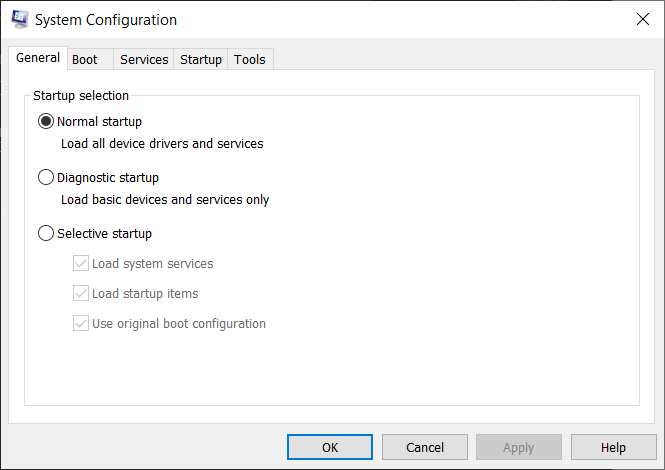 System Configuration
General Boot Services Startup Tools
Startup selection
Normal startup
Load all device drivers and services
Diagnostic startup
Load basic devices and services only
Selective startup
Load system services
Load startup items
Use original boot configuration
OK Cancel Apply Help